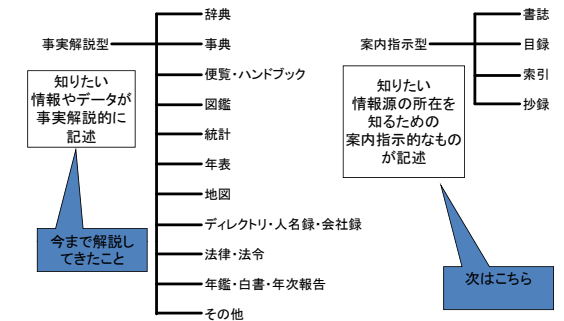 事実解説型
辞典
事典
便覧・ハンドブック
図鑑
統計
年表
地図
ディレクトリ・人名録・会社録
法律・法令
年鑑・白書・年次報告
その他
知りたい
情報やデータが
事実解説的に
記述
今まで解説し
てきたこと
案内指示型
書誌
目録
索引
抄録
知りたい
情報源の所在を
知るための
案内指示的なもの
が記述
次はこちら